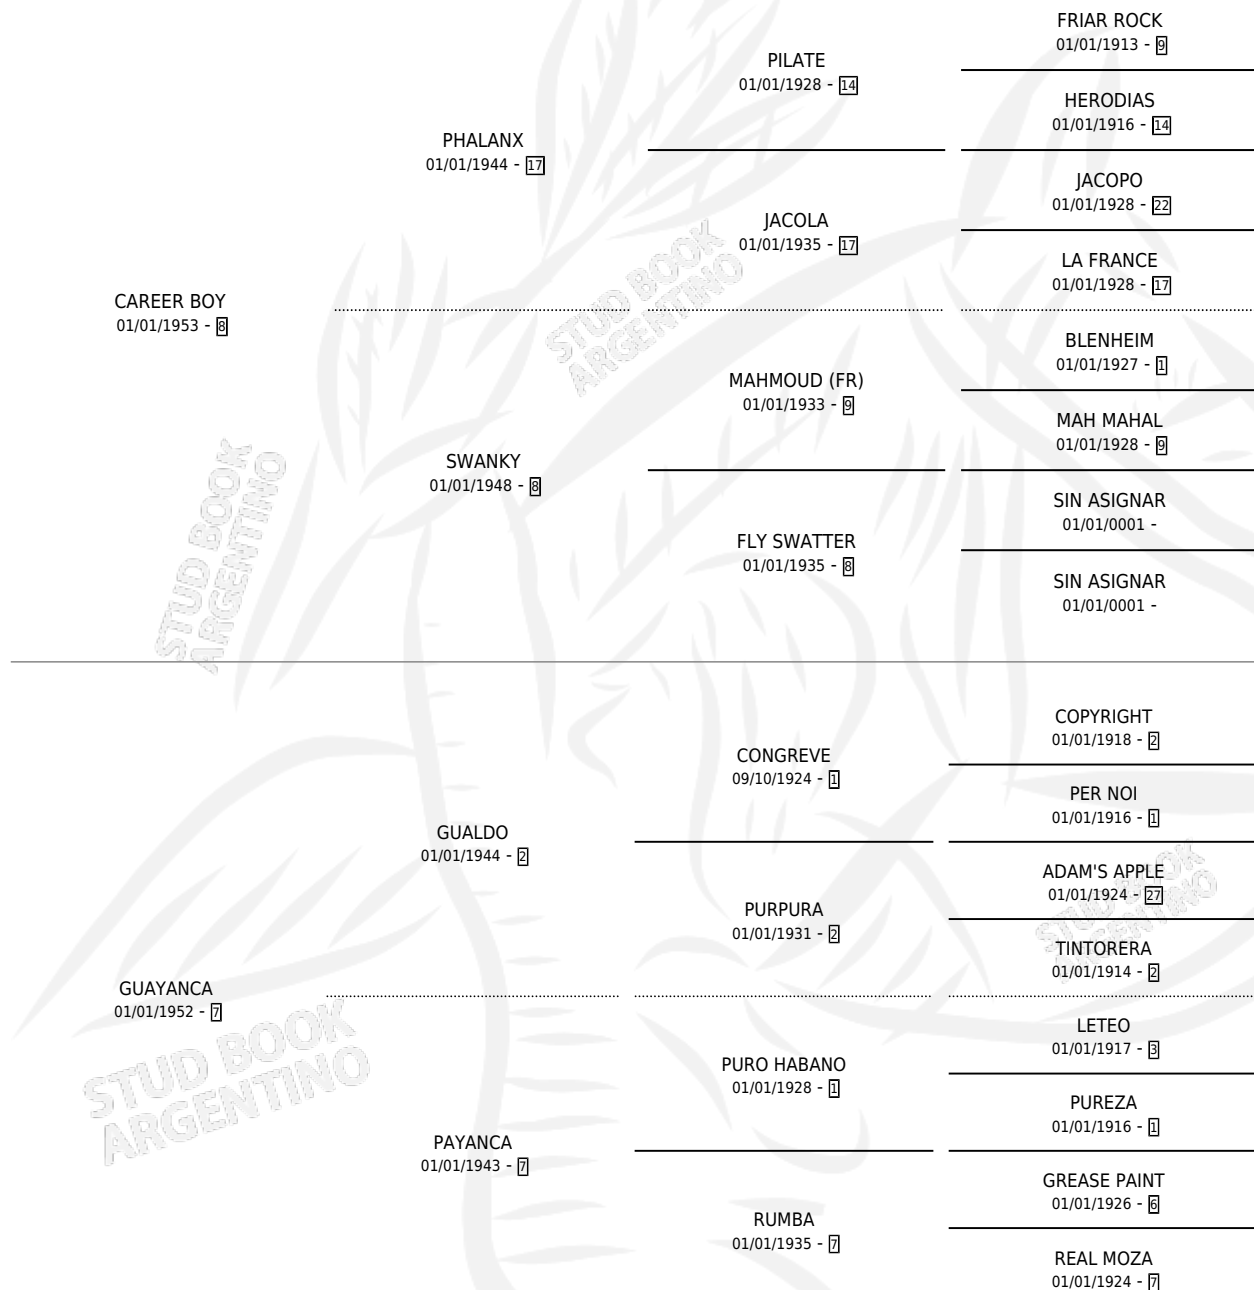 FRIAR ROCK
01/01/1913 - 9
PILATE
01/01/1928 - 14
HERODIAS
01/01/1916 - 14
PHALANX
01/01/1944 - 17
JACOPO
01/01/1928 - 22
JACOLA
01/01/1935 - 17
LA FRANCE
01/01/1928 - 17
CAREER BOY
01/01/1953 - 8
BLENHEIM
01/01/1927 - 1
MAHMOUD (FR)
01/01/1933 - 9
MAH MAHAL
01/01/1928 - 9
SWANKY
01/01/1948 - 8
SIN ASIGNAR
01/01/0001 -
FLY SWATTER
01/01/1935 - 8
SIN ASIGNAR
01/01/0001 -
STUD BOOK
ARGENTINO
STUD BOOK
ARGENTINO
COPYRIGHT
01/01/1918 - 2
CONGREVE
09/10/1924 - 1
PER NOI
01/01/1916 - 1
GUALDO
01/01/1944 - 2
ADAM'S APPLE
01/01/1924 - 27
PURPURA
01/01/1931 - 2
TINTORERA
01/01/1914 - 2
STUD BOOK
ARGENTINO
GUAYANCA
01/01/1952 - 7
LETEO
01/01/1917 - 3
PURO HABANO
01/01/1928 - 1
PUREZA
01/01/1916 - 1
PAYANCA
01/01/1943 - 7
GREASE PAINT
01/01/1926 - 6
RUMBA
01/01/1935 - 7
REAL MOZA
01/01/1924 - 7
STUD BOOK
ARGENTINO